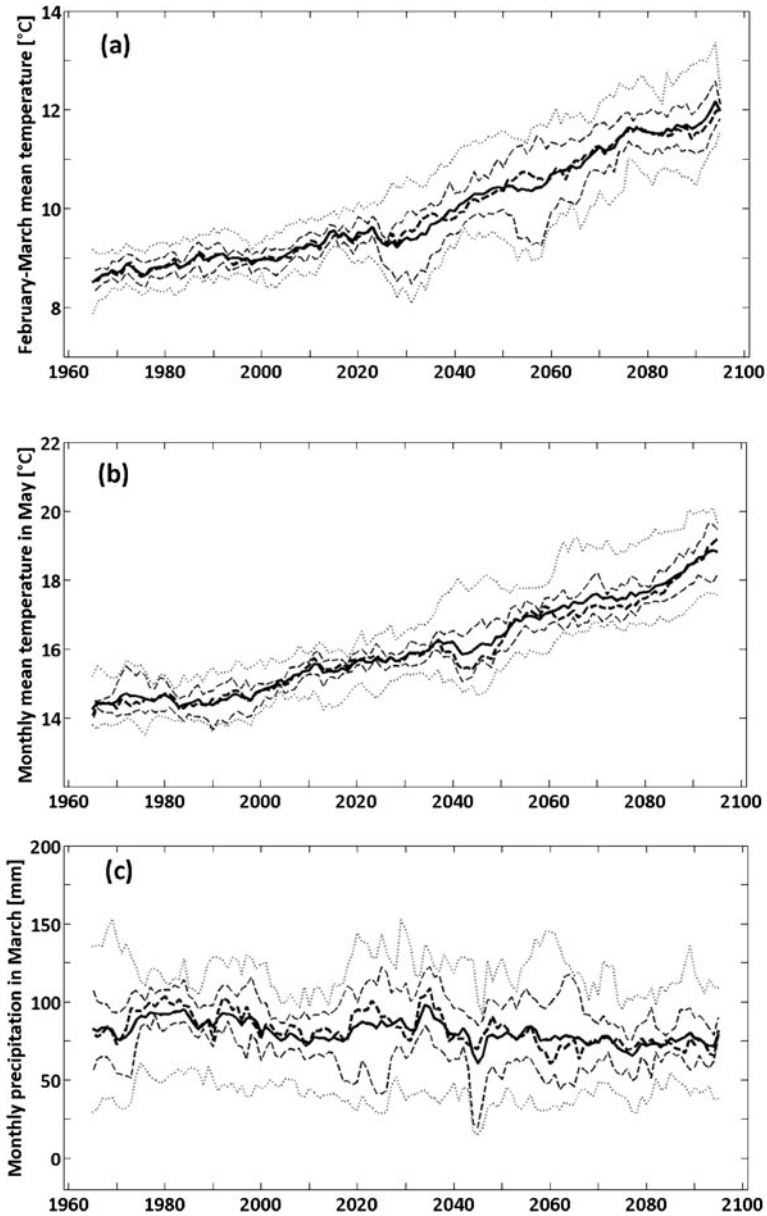 (a)
February-March mean temperature [°C]
14
12
10
8
1960 1980 2000 2020 2040 2060 2080 2100
(b)
Monthly mean temperature in May [°C]
22
20
18
16
14
1960 1980 2000 2020 2040 2060 2080 2100
(c)
Monthly precipitation in March [mm]
200
150
100
50
0
1960 1980 2000 2020 2040 2060 2080 2100